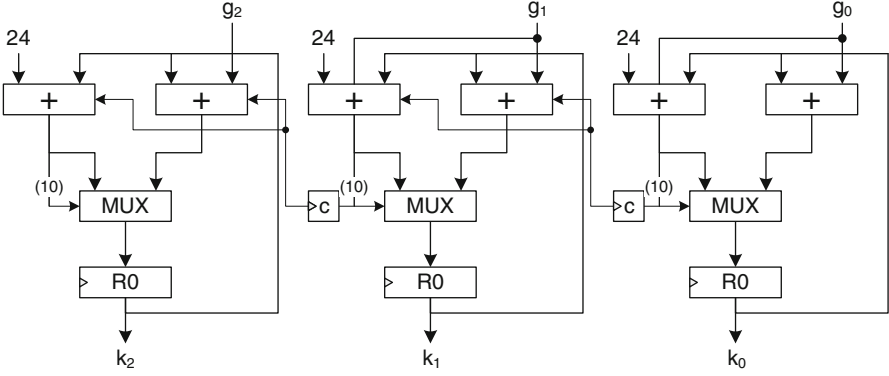 g2 g1 g0
24 24 24
+ + + + + +
(10) (10) (10)
MUX >c MUX >c MUX
R0 R0 R0
k2 k1 k0